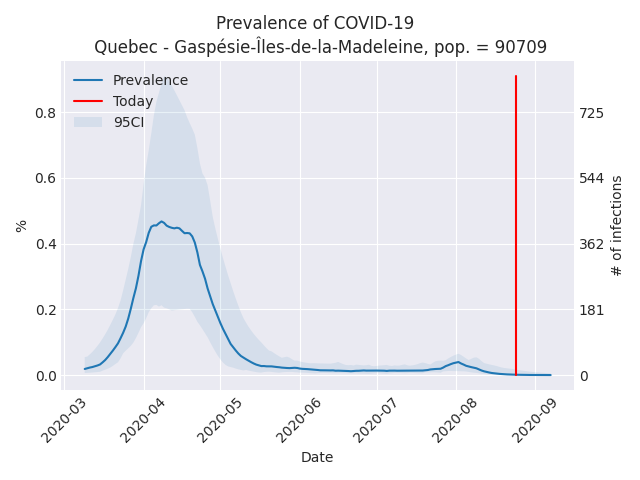 Prevalence of COVID-19
Quebec - Gaspésie-Îles-de-la-Madeleine, pop. = 90709
Prevalence
Today
95CI
0.8
0.6
0.4
0.2
0.0
%
725
544
362
181
0
# of infections
2020-03
2020-04
2020-05
2020-06
2020-07
2020-08
2020-09
Date